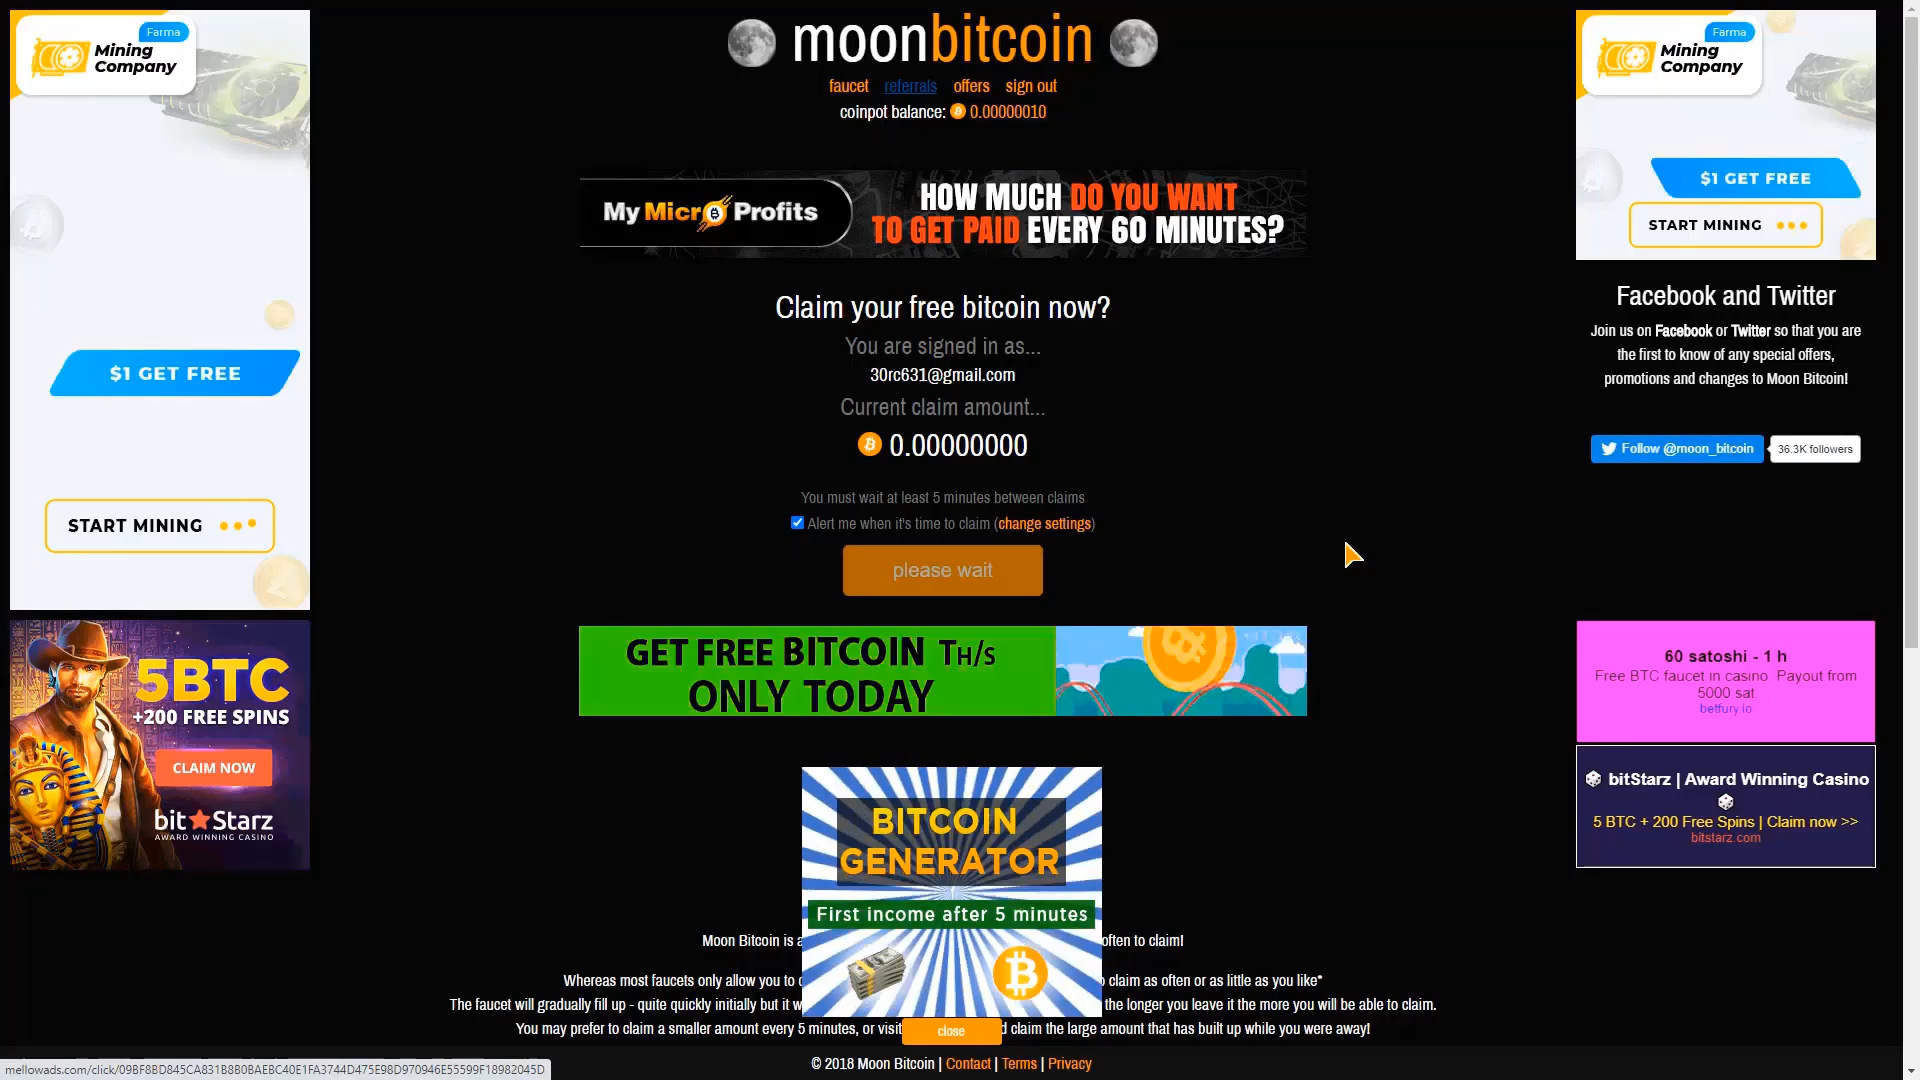 moonbitcoin
faucet referrals offers sign out
coinpot balance: 0.00000010
Farma
Mining
Company
$1 GET FREE
START MINING
5BTC
+200 FREE SPINS
CLAIM NOW
bitStarz
AWARD WINNING CASINO
My Micro Profits
HOW MUCH DO YOU WANT
TO GET PAID EVERY 60 MINUTES?
Claim your free bitcoin now?
You are signed in as...
30rc631@gmail.com
Current claim amount...
0.00000000
You must wait at least 5 minutes between claims
Alert me when it's time to claim (change settings)
please wait
GET FREE BITCOIN TH/S
ONLY TODAY
BITCOIN
GENERATOR
First income after 5 minutes
Moon Bitcoin is often to claim!
Whereas most faucets only allow you to claim as often or as little as you like*
The faucet will gradually fill up - quite quickly initially but it the longer you leave it the more you will be able to claim.
You may prefer to claim a smaller amount every 5 minutes, or visit claim the large amount that has built up while you were away!
close
© 2018 Moon Bitcoin | Contact | Terms | Privacy
Farma
Mining
Company
$1 GET FREE
START MINING
Facebook and Twitter
Join us on Facebook or Twitter so that you are
the first to know of any special offers,
promotions and changes to Moon Bitcoin!
Follow @moon_bitcoin 36.3K followers
60 satoshi - 1 h
Free BTC faucet in casino Payout from
5000 sat
betfury.io
bitStarz | Award Winning Casino
5 BTC + 200 Free Spins | Claim now >>
bitstarz.com
mellowads.com/click/09BF8BD845CA831B8B0BAEBC40E1FA3744D475E98D970946E55599F18982045D